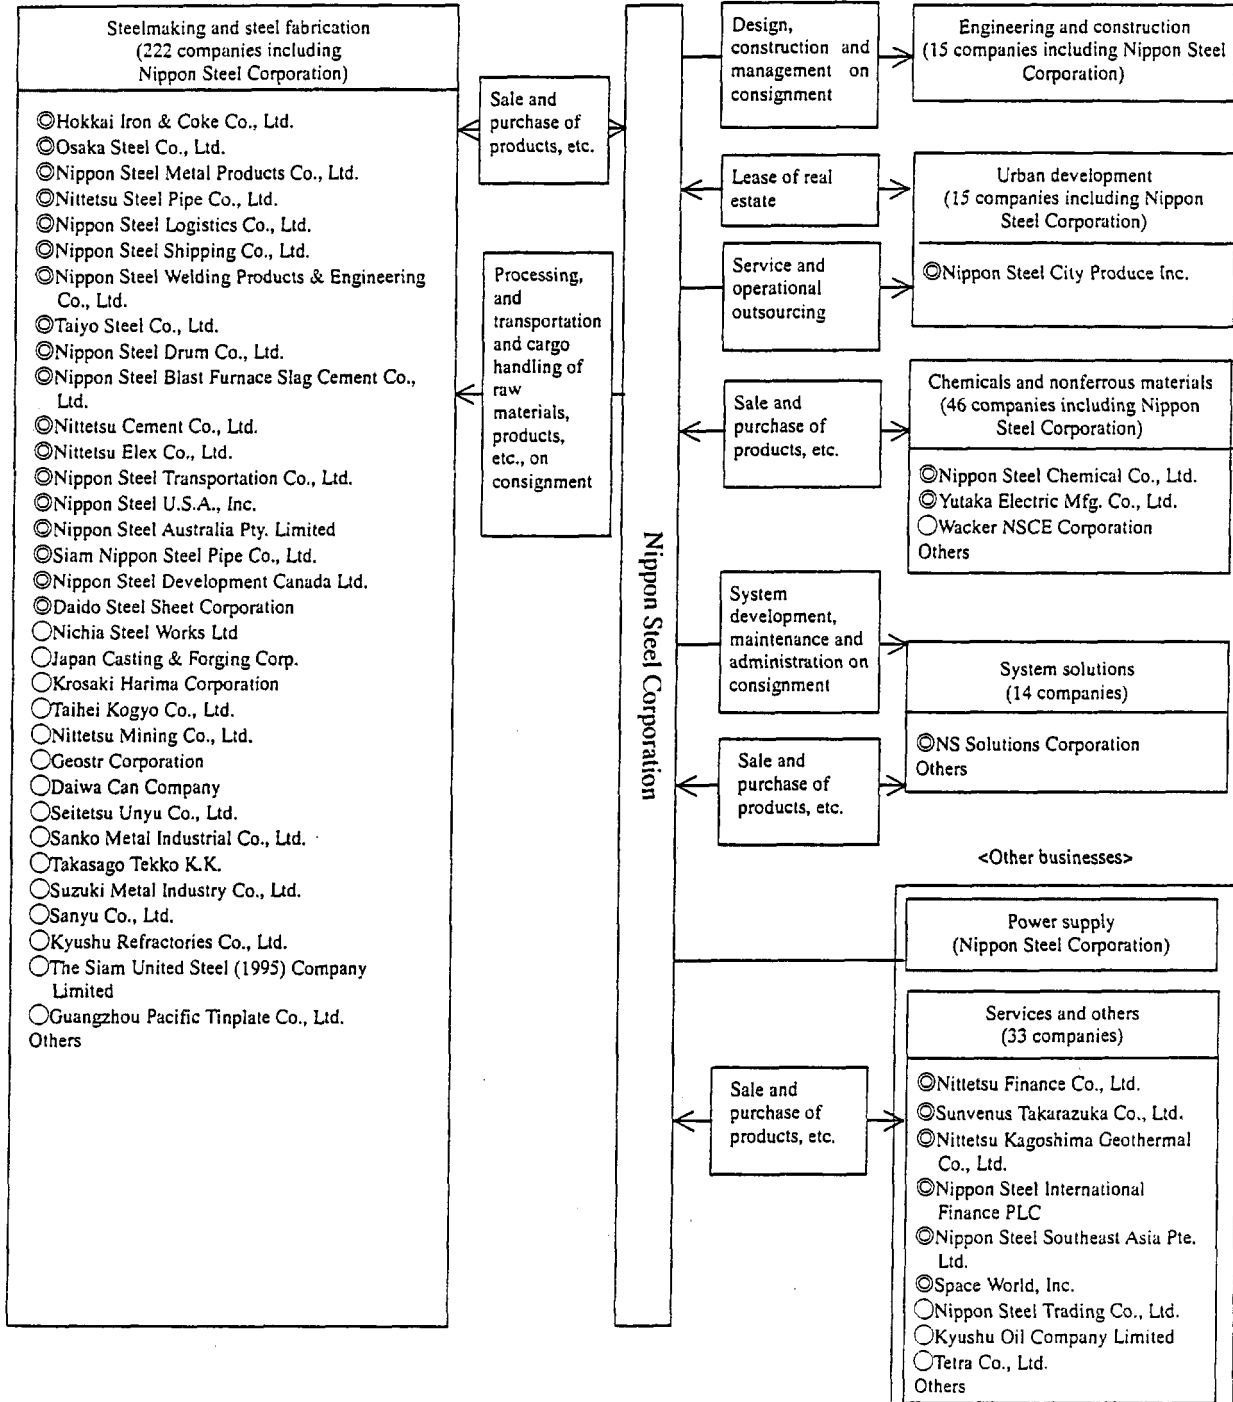 Steelmaking and steel fabrication
(222 companies including
Nippon Steel Corporation)
◎Hokkai Iron & Coke Co., Ltd.
◎Osaka Steel Co., Ltd.
◎Nippon Steel Metal Products Co., Ltd.
◎Nittetsu Steel Pipe Co., Ltd.
◎Nippon Steel Logistics Co., Ltd.
◎Nippon Steel Shipping Co., Ltd.
◎Nippon Steel Welding Products & Engineering
Co., Ltd.
◎Taiyo Steel Co., Ltd.
◎Nippon Steel Drum Co., Ltd.
◎Nippon Steel Blast Furnace Slag Cement Co.,
Ltd.
◎Nittetsu Cement Co., Ltd.
◎Nittetsu Elex Co., Ltd.
◎Nippon Steel Transportation Co., Ltd.
◎Nippon Steel U.S.A., Inc.
◎Nippon Steel Australia Pty. Limited
◎Siam Nippon Steel Pipe Co., Ltd.
◎Nippon Steel Development Canada Ltd.
◎Daido Steel Sheet Corporation
○Nichia Steel Works Ltd
○Japan Casting & Forging Corp.
○Krosaki Harima Corporation
○Taihei Kogyo Co., Ltd.
○Nittetsu Mining Co., Ltd.
○Geostr Corporation
○Daiwa Can Company
○Seitetsu Unyu Co., Ltd.
○Sanko Metal Industrial Co., Ltd.
○Takasago Tekko K.K.
○Suzuki Metal Industry Co., Ltd.
○Sanyu Co., Ltd.
○Kyushu Refractories Co., Ltd.
○The Siam United Steel (1995) Company
Limited
○Guangzhou Pacific Tinplate Co., Ltd.
Others
Sale and
purchase of
products, etc.
Processing,
and
transportation
and cargo
handling of
raw
materials,
products,
etc., on
consignment
Nippon Steel Corporation
Design,
construction and
management on
consignment
Engineering and construction
(15 companies including Nippon Steel
Corporation)
Lease of real
estate
Service and
operational
outsourcing
Urban development
(15 companies including Nippon
Steel Corporation)
◎Nippon Steel City Produce Inc.
Sale and
purchase of
products, etc.
Chemicals and nonferrous materials
(46 companies including Nippon
Steel Corporation)
◎Nippon Steel Chemical Co., Ltd.
◎Yutaka Electric Mfg. Co., Ltd.
○Wacker NSCE Corporation
Others
System
development,
maintenance and
administration on
consignment
Sale and
purchase of
products, etc.
System solutions
(14 companies)
◎NS Solutions Corporation
Others
<Other businesses>
Power supply
(Nippon Steel Corporation)
Sale and
purchase of
products, etc.
Services and others
(33 companies)
◎Nittetsu Finance Co., Ltd.
◎Sunvenus Takarazuka Co., Ltd.
◎Nittetsu Kagoshima Geothermal
Co., Ltd.
◎Nippon Steel International
Finance PLC
◎Nippon Steel Southeast Asia Pte.
Ltd.
◎Space World, Inc.
○Nippon Steel Trading Co., Ltd.
○Kyushu Oil Company Limited
○Tetra Co., Ltd.
Others